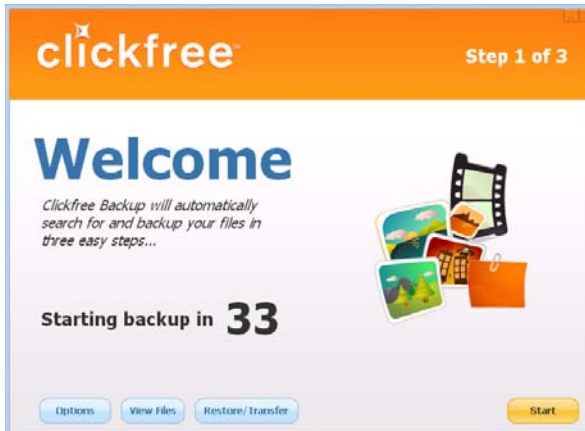 clickfree™
Step 1 of 3
Welcome
Clickfree Backup will automatically
search for and backup your files in
three easy steps...
Starting backup in 33
Options
View Files
Restore/Transfer
Start